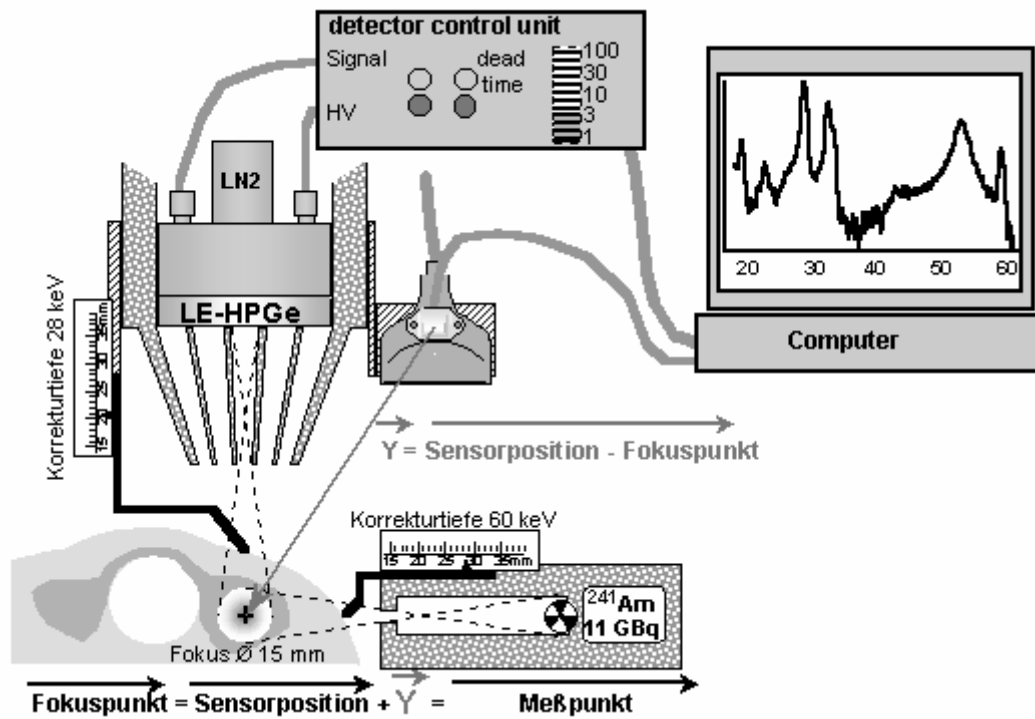 detector control unit
Signal
dead
time
HV
100
30
10
3
1
LN2
LE-HPGe
Korrekturtiefe 28 keV
15 20 25 30 35mm
20 30 40 50 60
Computer
Y = Sensorposition - Fokuspunkt
Korrekturtiefe 60 keV
15 20 25 30 35mm
241Am
11 GBq
Fokus Ø 15 mm
Fokuspunkt = Sensorposition + Y = Meßpunkt